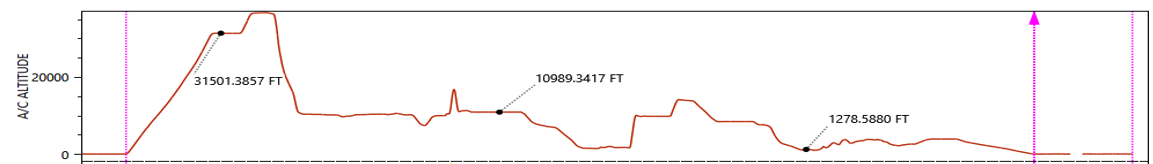 A/C ALTITUDE
20000
0
31501.3857 FT
10989.3417 FT
1278.5880 FT